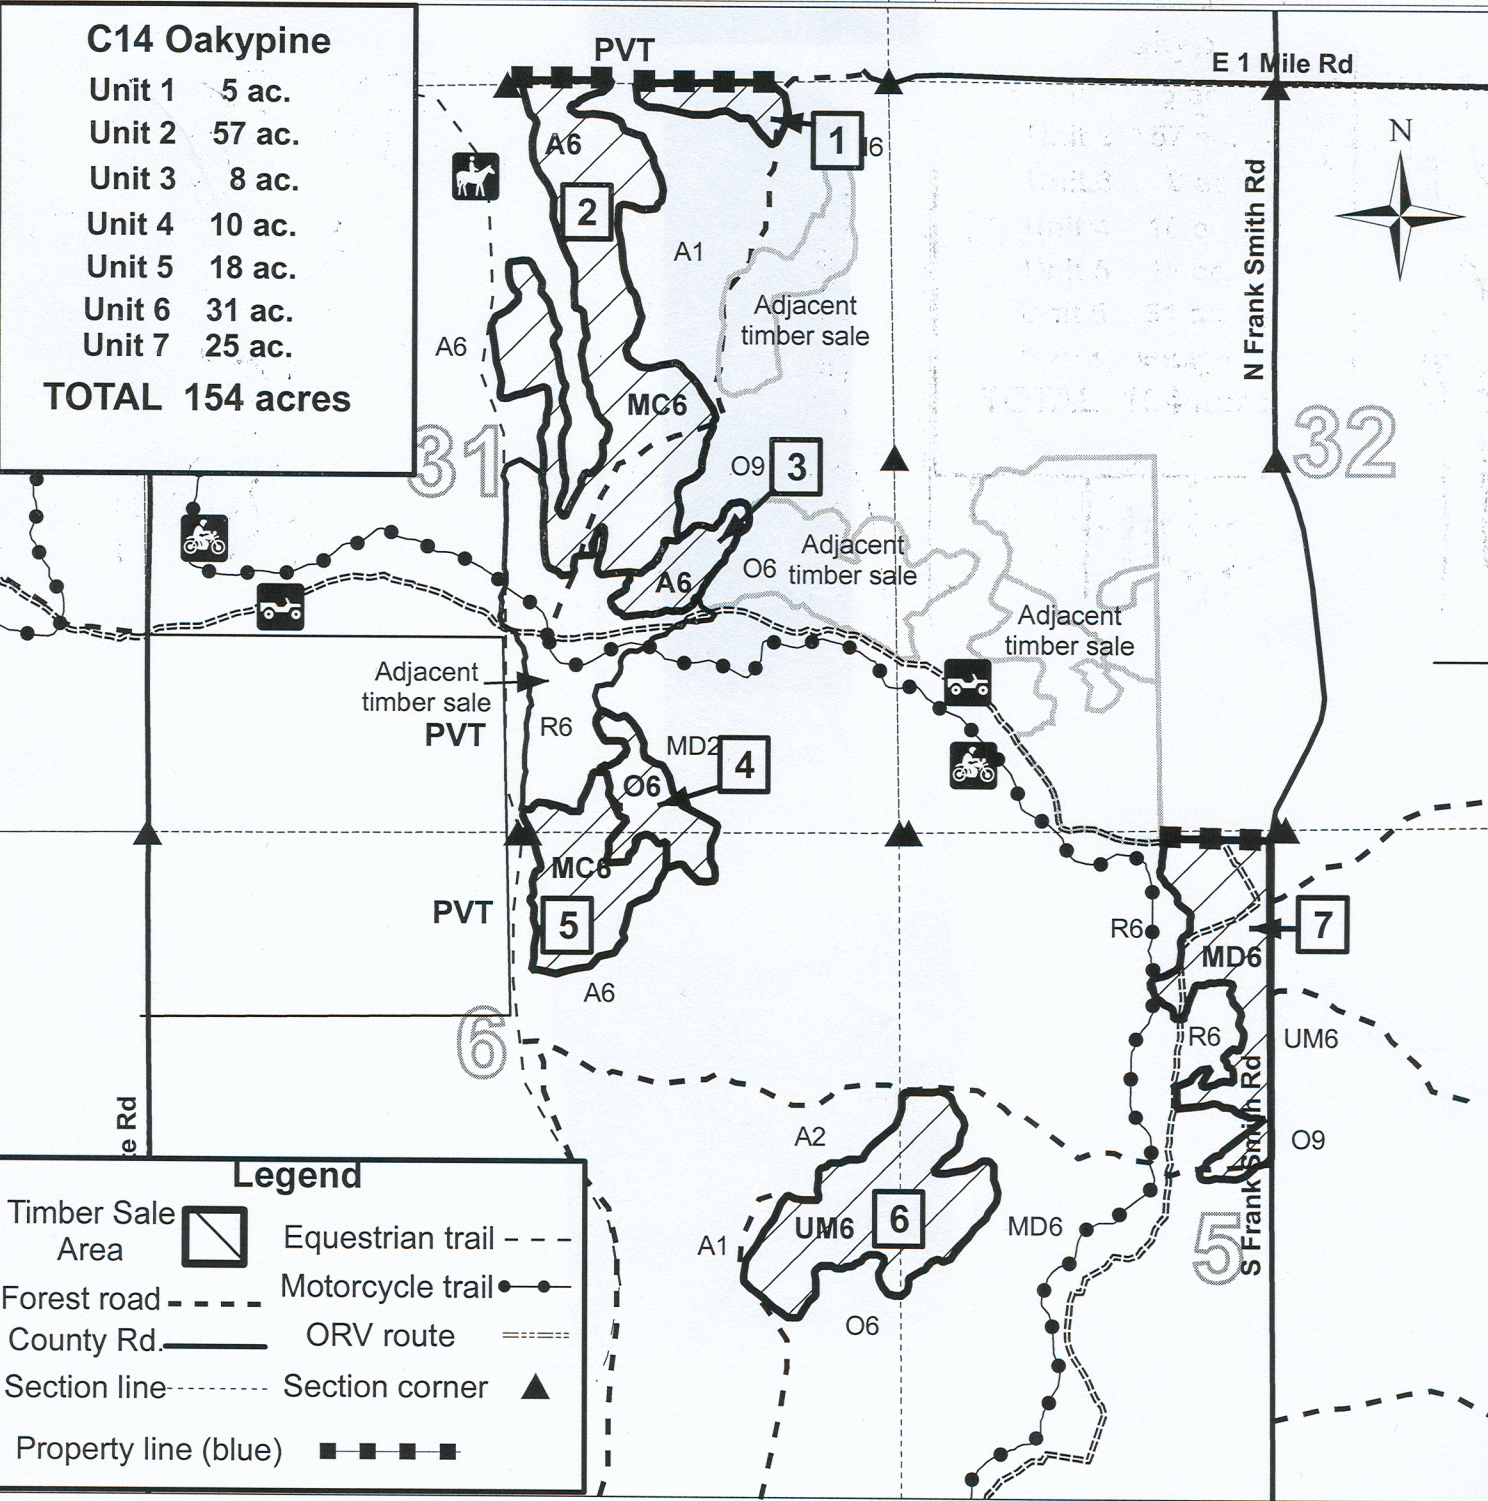 C14 Oakypine
Unit 1 5 ac.
Unit 2 57 ac.
Unit 3 8 ac.
Unit 4 10 ac.
Unit 5 18 ac.
Unit 6 31 ac.
Unit 7 25 ac.
TOTAL 154 acres
PVT
E 1 Mile Rd
N
N Frank Smith Rd
1
6
A6
2
A1
Adjacent
timber sale
A6
MC6
31
32
O9
3
A6
O6
Adjacent
timber sale
Adjacent
timber sale
Adjacent
timber sale
PVT
R6
MD2
4
O6
MC6
PVT
5
A6
R6
7
MD6
6
R6
UM6
S Frank Smith Rd
O9
te Rd
A2
UM6
6
A1
MD6
O6
5
Legend
Timber Sale
Area
Equestrian trail
Forest road
Motorcycle trail
County Rd.
ORV route
Section line
Section corner
Property line (blue)